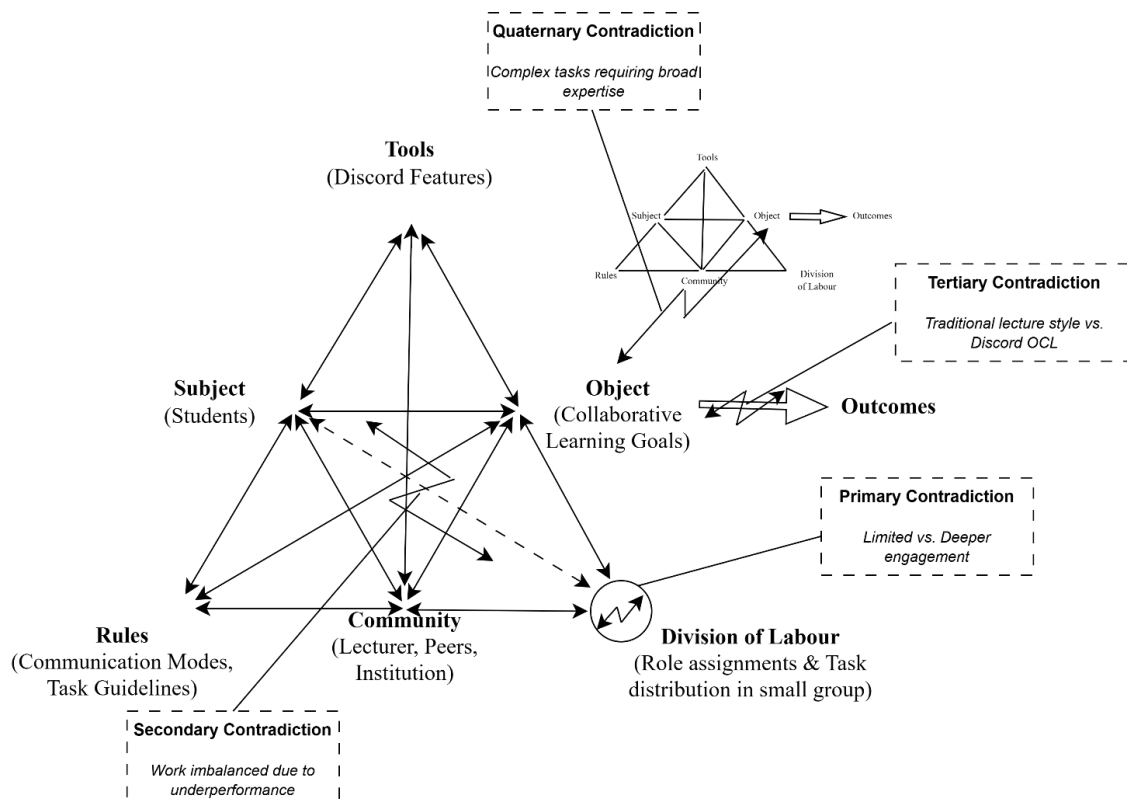 Quaternary Contradiction
Complex tasks requiring broad
expertise
Tools
(Discord Features)
Tools
Subject
Object
Outcomes
Rules
Community
Division
of Labour
Tertiary Contradiction
Traditional lecture style vs.
Discord OCL
Subject
(Students)
Object
(Collaborative
Learning Goals)
Outcomes
Primary Contradiction
Limited vs. Deeper
engagement
Rules
(Communication Modes,
Task Guidelines)
Community
(Lecturer, Peers,
Institution)
Division of Labour
(Role assignments & Task
distribution in small group)
Secondary Contradiction
Work imbalanced due to
underperformance